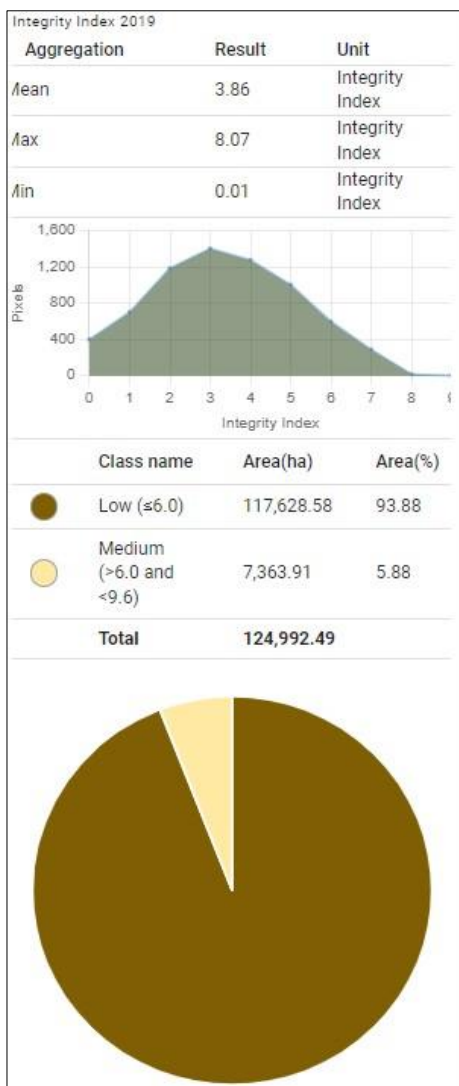 Integrity Index 2019
Aggregation Result Unit
Mean 3.86 Integrity Index
Max 8.07 Integrity Index
Min 0.01 Integrity Index
1,600
1,200
800
400
0
Pixels
0 1 2 3 4 5 6 7 8
Integrity Index
Class name Area(ha) Area(%)
Low (≤6.0) 117,628.58 93.88
Medium (>6.0 and <9.6) 7,363.91 5.88
Total 124,992.49